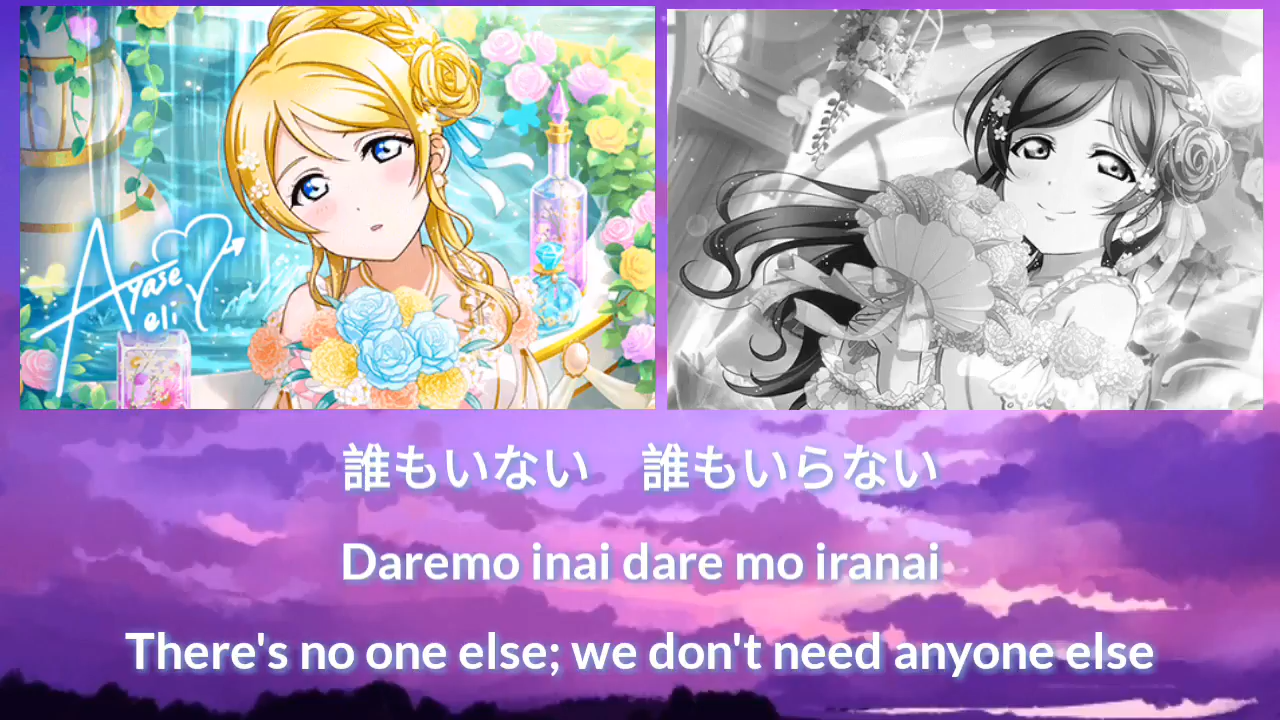 Ayase
eli
誰もいない　誰もいらない
Daremo inai dare mo iranai
There's no one else; we don't need anyone else